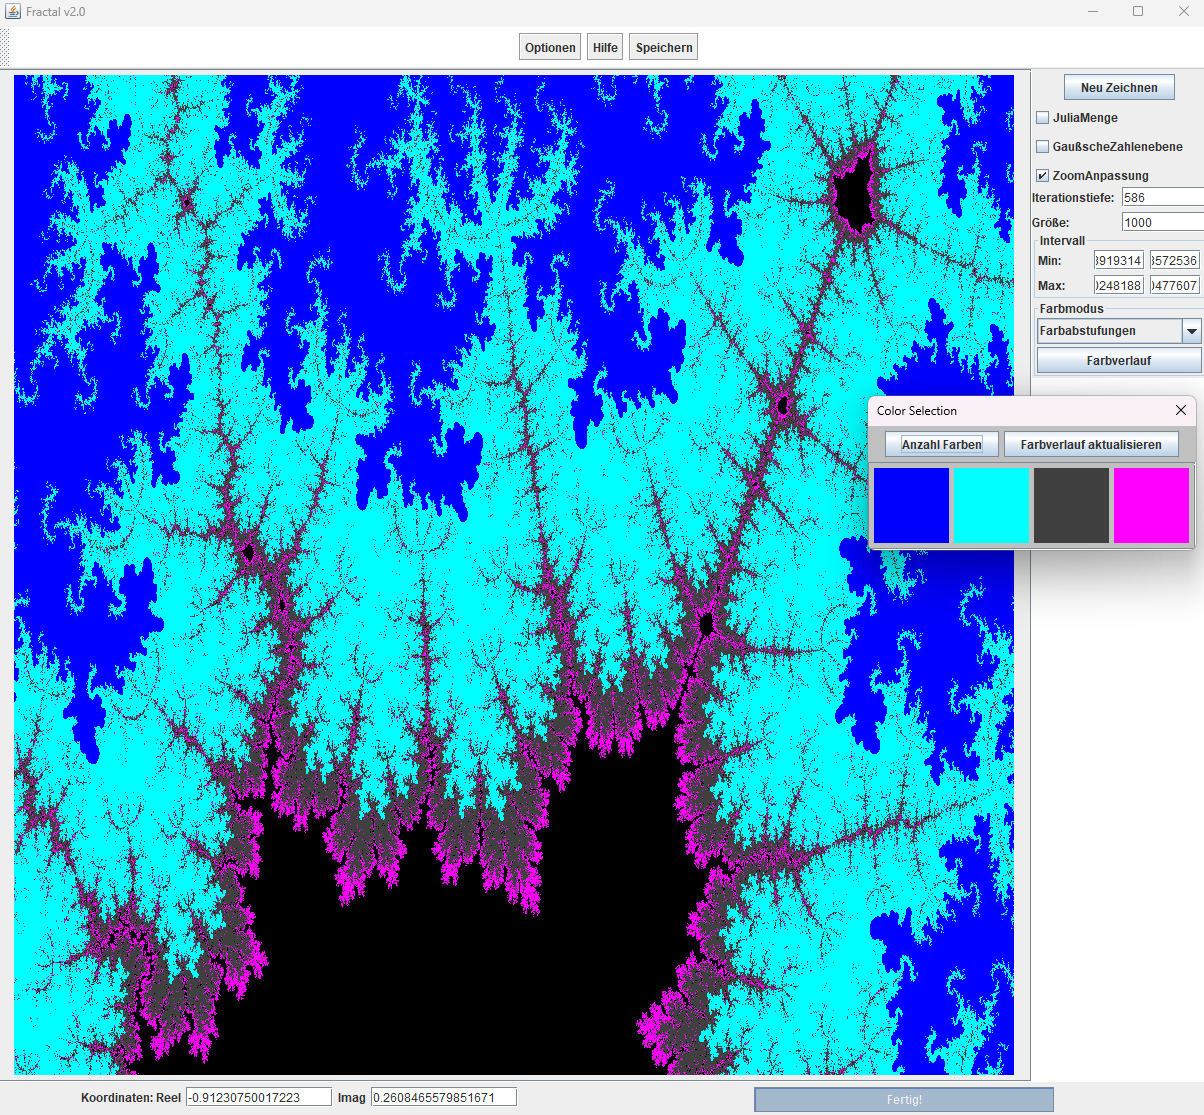 Fractal v2.0
Optionen Hilfe Speichern
Neu Zeichnen
JuliaMenge
GaußscheZahlenebene
ZoomAnpassung
Iterationstiefe: 586
Größe: 1000
Intervall
Min: 3919314 3572536
Max: 0248188 0477607
Farbmodus
Farbabstufungen
Farbverlauf
Color Selection
Anzahl Farben Farbverlauf aktualisieren
Koordinaten: Reel -0.91230750017223 Imag 0.2608465579851671 Fertig!